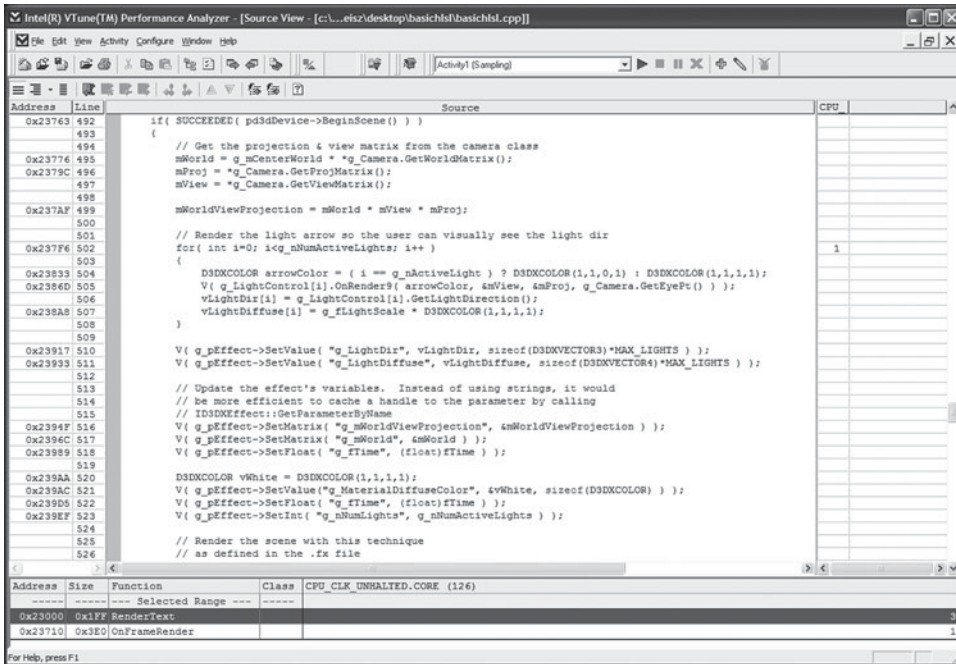 Intel(R) VTune(TM) Performance Analyzer - [Source View - [c:\...eisz\desktop\basichlsl\basichlsl.cpp]]
File Edit View Activity Configure Window Help
Activity1 (Sampling)
Address Line Source CPU_
0x23763 492 if( SUCCEEDED( pd3dDevice->BeginScene() ) )
493 {
494 // Get the projection & view matrix from the camera class
0x23776 495 mWorld = g_mCenterWorld * *g_Camera.GetWorldMatrix();
0x2379C 496 mProj = *g_Camera.GetProjMatrix();
497 mView = *g_Camera.GetViewMatrix();
498
0x237AF 499 mWorldViewProjection = mWorld * mView * mProj;
500
501 // Render the light arrow so the user can visually see the light dir
0x237F6 502 for( int i=0; i<g_nNumActiveLights; i++ ) 1
503 {
0x23833 504 D3DXCOLOR arrowColor = ( i == g_nActiveLight ) ? D3DXCOLOR(1,1,0,1) : D3DXCOLOR(1,1,1,1);
0x2386D 505 V( g_LightControl[i].OnRender9( arrowColor, &mView, &mProj, g_Camera.GetEyePt() ) );
506 vLightDir[i] = g_LightControl[i].GetLightDirection();
0x238A8 507 vLightDiffuse[i] = g_fLightScale * D3DXCOLOR(1,1,1,1);
508 }
509
0x23917 510 V( g_pEffect->SetValue( "g_LightDir", vLightDir, sizeof(D3DXVECTOR3)*MAX_LIGHTS ) );
0x23933 511 V( g_pEffect->SetValue( "g_LightDiffuse", vLightDiffuse, sizeof(D3DXVECTOR4)*MAX_LIGHTS ) );
512
513 // Update the effect's variables. Instead of using strings, it would
514 // be more efficient to cache a handle to the parameter by calling
515 // ID3DXEffect::GetParameterByName
0x2394F 516 V( g_pEffect->SetMatrix( "g_mWorldViewProjection", &mWorldViewProjection ) );
0x2396C 517 V( g_pEffect->SetMatrix( "g_mWorld", &mWorld ) );
0x23989 518 V( g_pEffect->SetFloat( "g_fTime", (float)fTime ) );
519
0x239AA 520 D3DXCOLOR vWhite = D3DXCOLOR(1,1,1,1);
0x239AC 521 V( g_pEffect->SetValue("g_MaterialDiffuseColor", &vWhite, sizeof(D3DXCOLOR) ) );
0x239D5 522 V( g_pEffect->SetFloat( "g_fTime", (float)fTime ) );
0x239EF 523 V( g_pEffect->SetInt( "g_nNumLights", g_nNumActiveLights ) );
524
525 // Render the scene with this technique
526 // as defined in the .fx file
Address Size Function Class CPU_CLK_UNHALTED.CORE (126)
----- ----- --- Selected Range --- -----
0x23000 0x1FF RenderText 3
0x23710 0x3E0 OnFrameRender 1
For Help, press F1